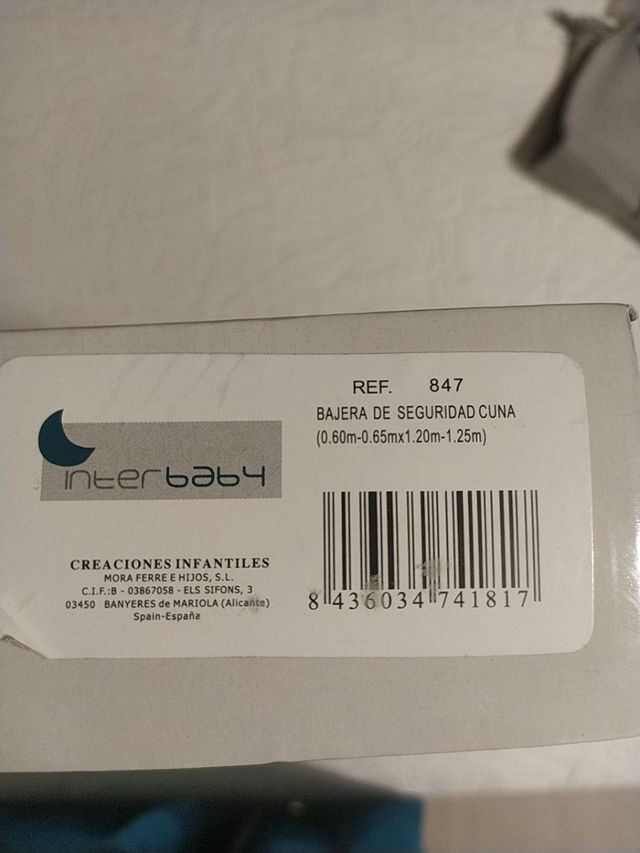 REF. 847
BAJERA DE SEGURIDAD CUNA
(0.60m-0.65mx1.20m-1.25m)
interbaby
CREACIONES INFANTILES
MORA FERRE E HIJOS, S.L.
C.I.F.:B - 03867058 - ELS SIFONS, 3
03450 BANYERES de MARIOLA (Alicante)
Spain-España
8 436034 741817